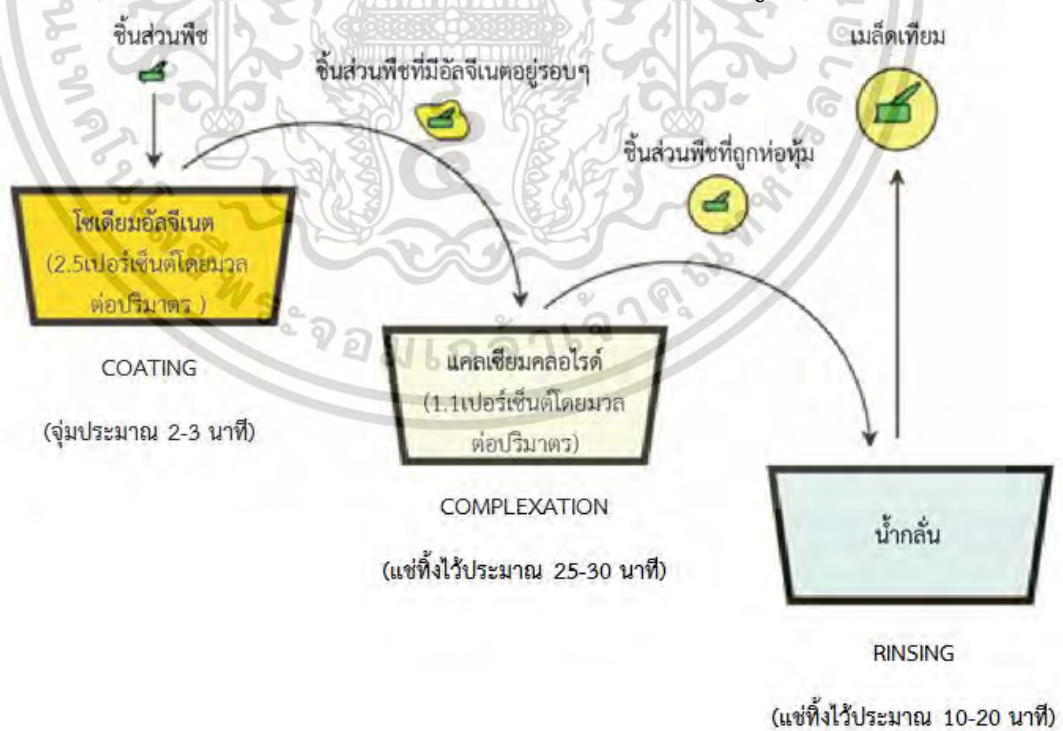 ชิ้นส่วนพืช
ชิ้นส่วนพืชที่มีอัลจีเนตอยู่รอบๆ
เมล็ดเทียม
ชิ้นส่วนพืชที่ถูกห่อหุ้ม
โซเดียมอัลจีเนต
(2.5เปอร์เซ็นต์โดยมวล
ต่อปริมาตร )
COATING
(จุ่มประมาณ 2-3 นาที)
แคลเซียมคลอไรด์
(1.1เปอร์เซ็นต์โดยมวล
ต่อปริมาตร)
COMPLEXATION
(แช่ทิ้งไว้ประมาณ 25-30 นาที)
น้ำกลั่น
RINSING
(แช่ทิ้งไว้ประมาณ 10-20 นาที)